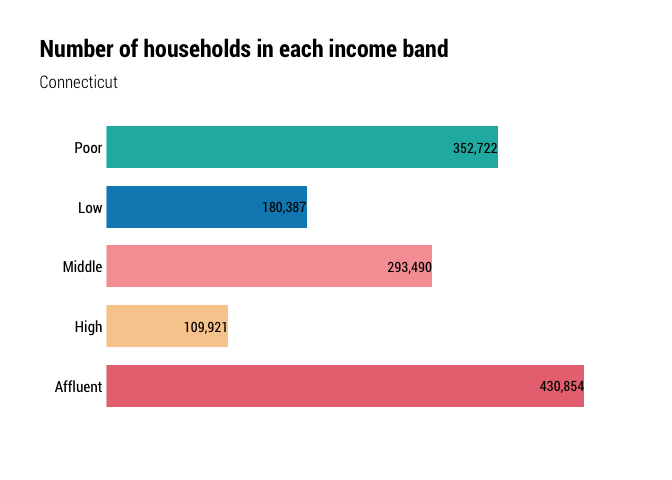 Number of households in each income band
Connecticut
Poor 352,722
Low 180,387
Middle 293,490
High 109,921
Affluent 430,854